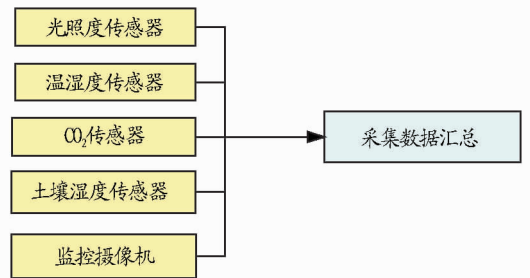 光照度传感器
温湿度传感器
CO₂传感器
土壤湿度传感器
监控摄像机
采集数据汇总